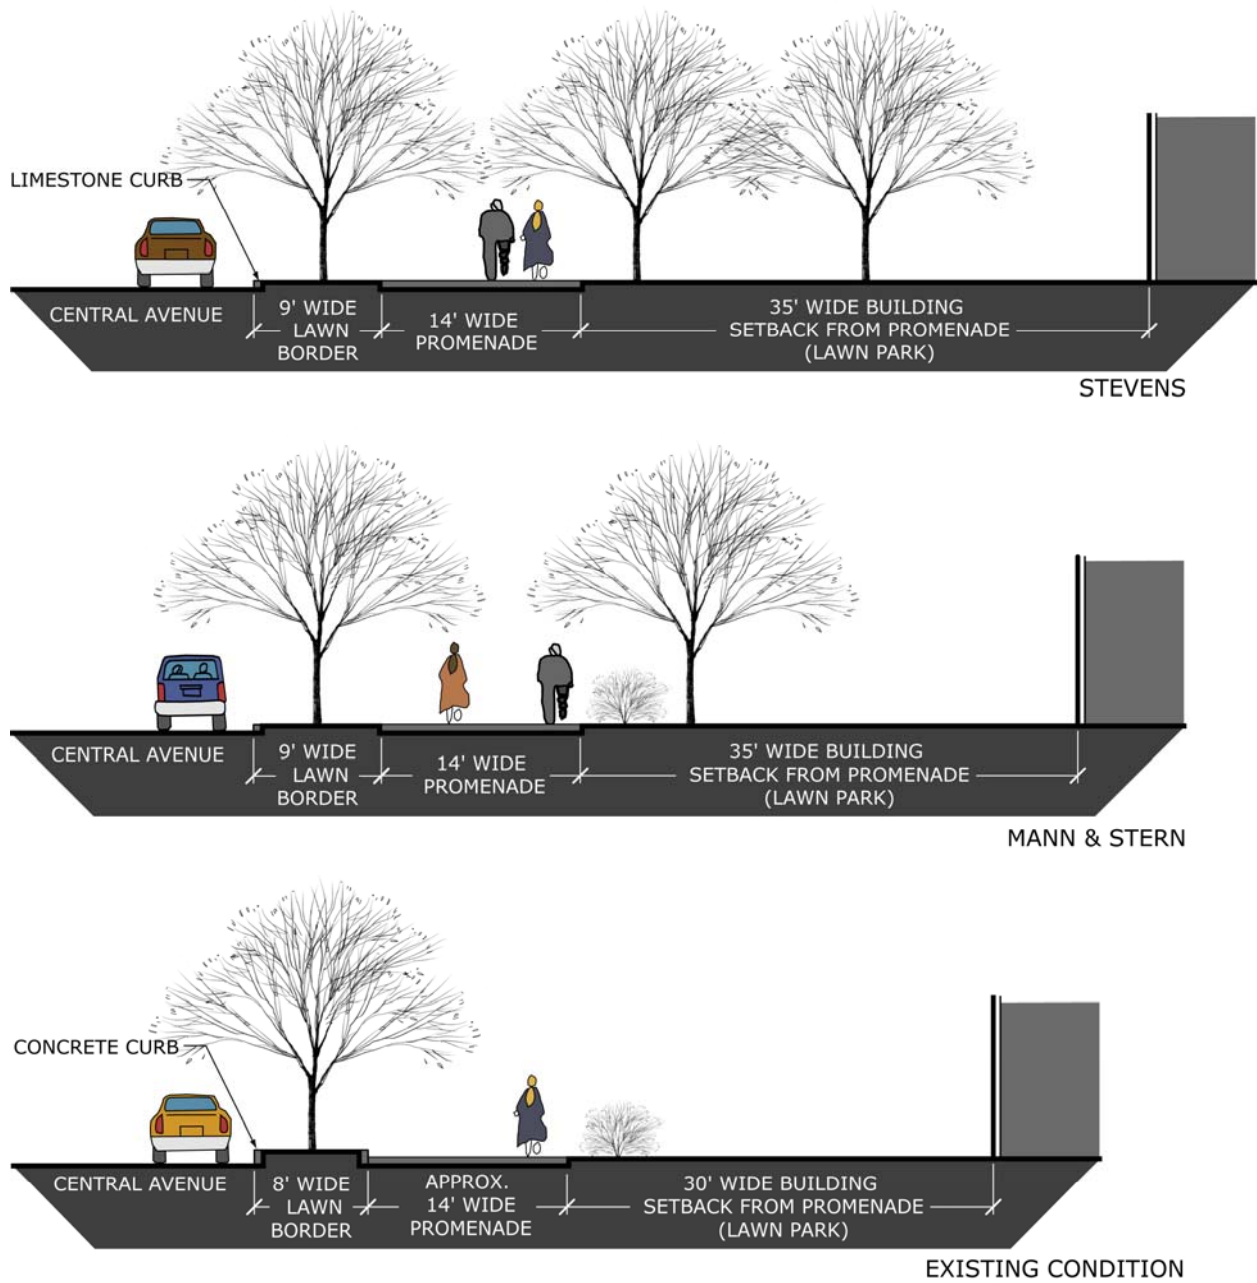 LIMESTONE CURB
CENTRAL AVENUE
9' WIDE
LAWN
BORDER
14' WIDE
PROMENADE
35' WIDE BUILDING
SETBACK FROM PROMENADE
(LAWN PARK)
STEVENS
CENTRAL AVENUE
9' WIDE
LAWN
BORDER
14' WIDE
PROMENADE
35' WIDE BUILDING
SETBACK FROM PROMENADE
(LAWN PARK)
MANN & STERN
CONCRETE CURB
CENTRAL AVENUE
8' WIDE
LAWN
BORDER
APPROX.
14' WIDE
PROMENADE
30' WIDE BUILDING
SETBACK FROM PROMENADE
(LAWN PARK)
EXISTING CONDITION